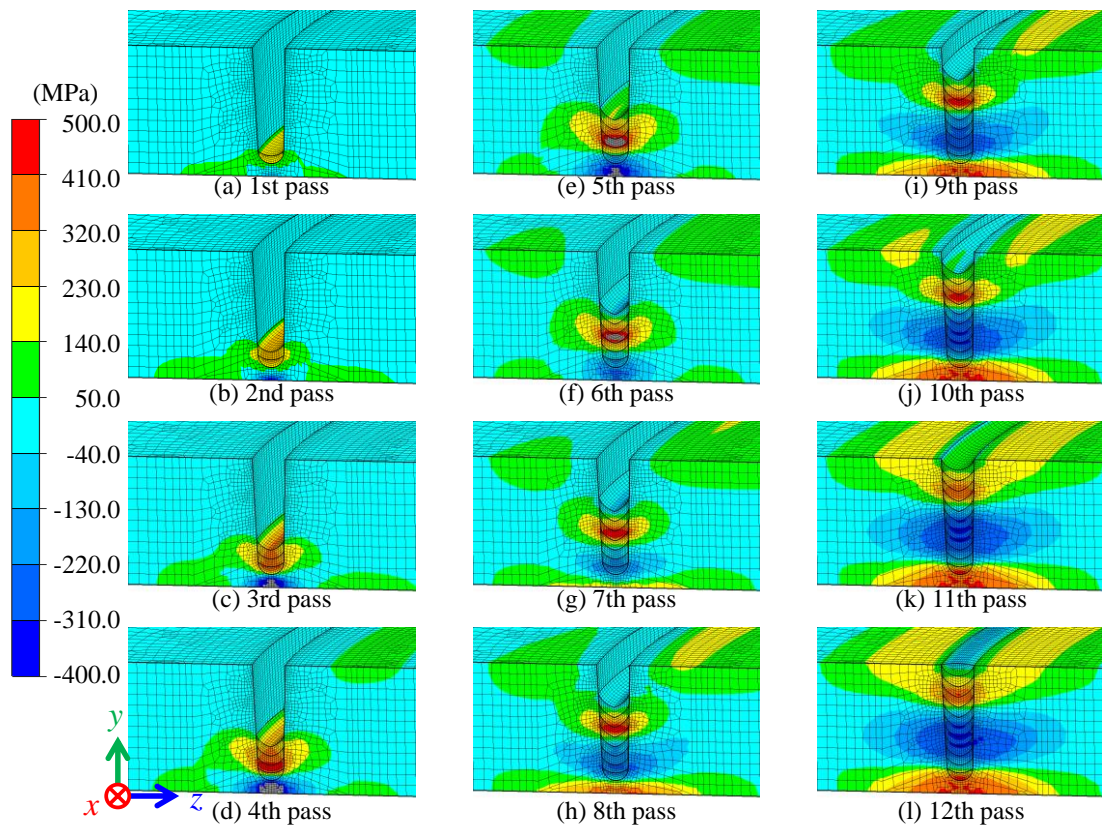 (MPa)
500.0
410.0
320.0
230.0
140.0
50.0
-40.0
-130.0
-220.0
-310.0
-400.0
y
x
z
(a) 1st pass
(b) 2nd pass
(c) 3rd pass
(d) 4th pass
(e) 5th pass
(f) 6th pass
(g) 7th pass
(h) 8th pass
(i) 9th pass
(j) 10th pass
(k) 11th pass
(l) 12th pass